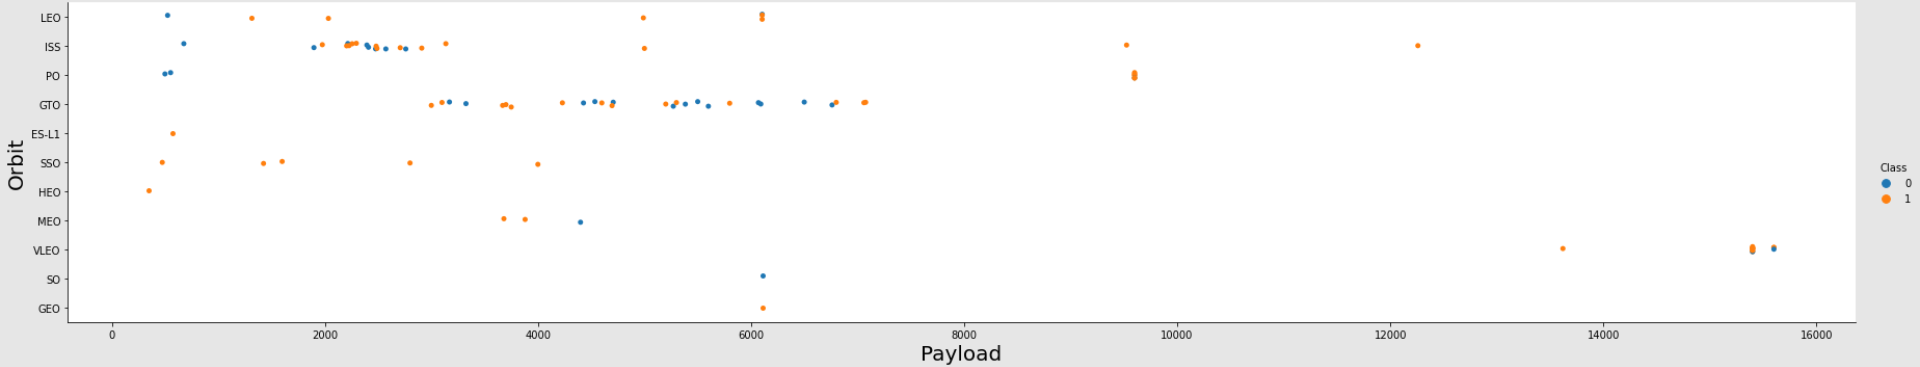 LEO
ISS
PO
GTO
ES-L1
SSO
HEO
MEO
VLEO
SO
GEO
Orbit
0 2000 4000 6000 8000 10000 12000 14000 16000
Payload
Class
0
1